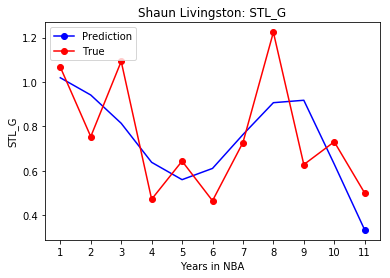 Shaun Livingston: STL_G
Prediction
True
1.2
1.0
0.8
0.6
0.4
STL_G
1 2 3 4 5 6 7 8 9 10 11
Years in NBA